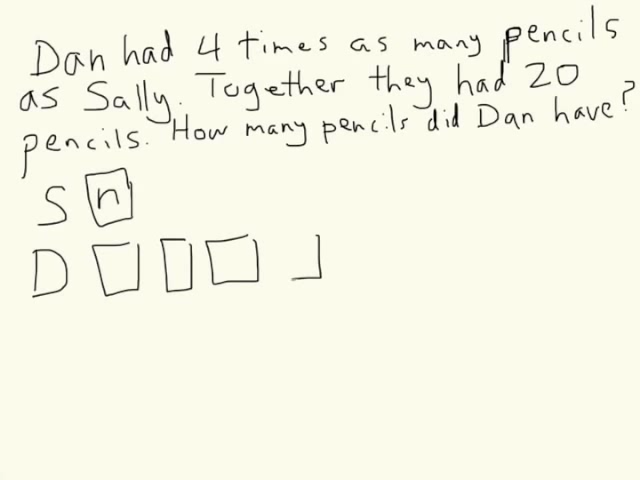 Dan had 4 times as many pencils
as Sally. Together they had 20
pencils. How many pencils did Dan have?
S n
D